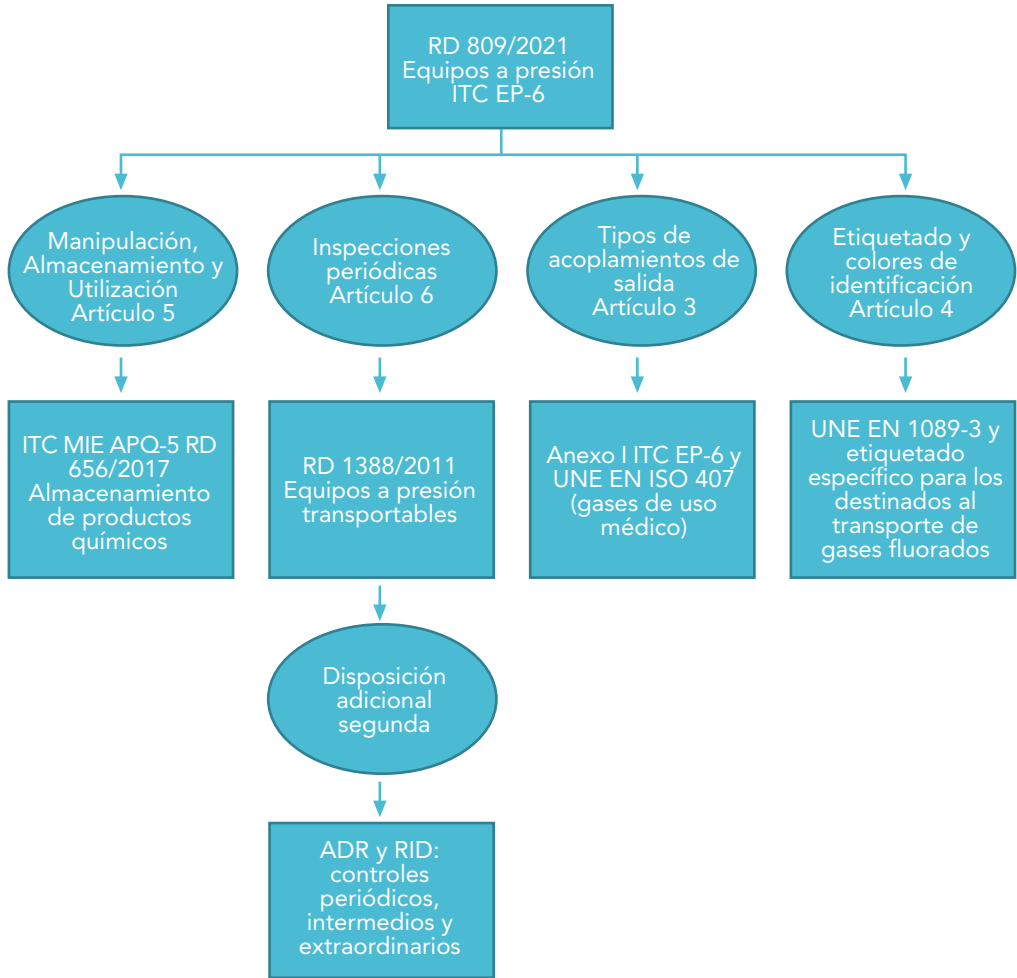 RD 809/2021
Equipos a presión
ITC EP-6
Manipulación,
Almacenamiento y
Utilización
Artículo 5
Inspecciones
periódicas
Artículo 6
Tipos de
acoplamientos de
salida
Artículo 3
Etiquetado y
colores de
identificación
Artículo 4
ITC MIE APQ-5 RD
656/2017
Almacenamiento
de productos
químicos
RD 1388/2011
Equipos a presión
transportables
Anexo I ITC EP-6 y
UNE EN ISO 407
(gases de uso
médico)
UNE EN 1089-3 y
etiquetado
específico para los
destinados al
transporte de
gases fluorados
Disposición
adicional
segunda
ADR y RID:
controles
periódicos,
intermedios y
extraordinarios